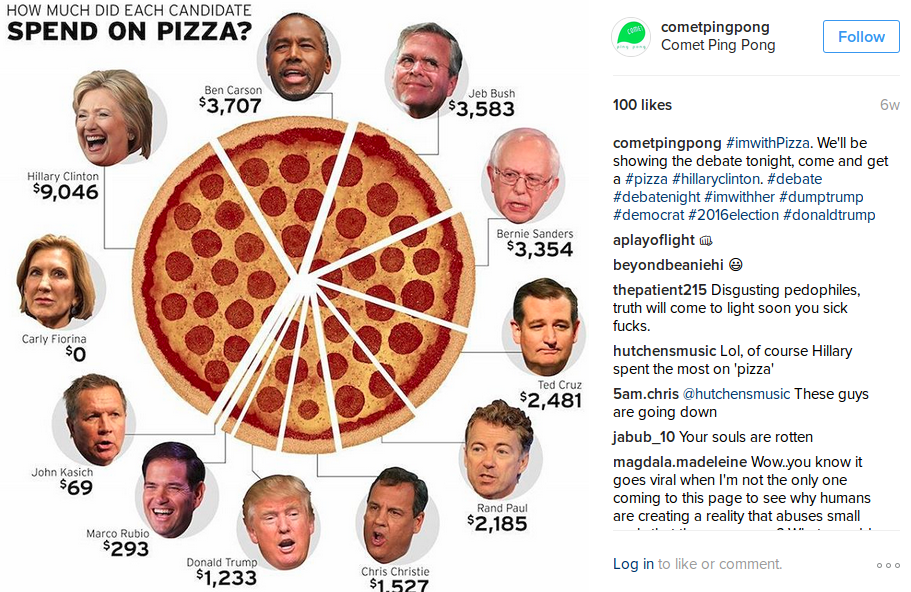 HOW MUCH DID EACH CANDIDATE
SPEND ON PIZZA?
Ben Carson
$3,707
Jeb Bush
$3,583
Hillary Clinton
$9,046
Bernie Sanders
$3,354
Carly Fiorina
$0
Ted Cruz
$2,481
John Kasich
$69
Rand Paul
$2,185
Marco Rubio
$293
Donald Trump
$1,233
Chris Christie
$1,527
COMET
ping pong
cometpingpong
Comet Ping Pong
Follow
100 likes
6w
cometpingpong #imwithPizza. We'll be
showing the debate tonight, come and get
a #pizza #hillaryclinton. #debate
#debatenight #imwithher #dumptrump
#democrat #2016election #donaldtrump
aplayoflight 👊
beyondbeaniehi 😃
thepatient215 Disgusting pedophiles,
truth will come to light soon you sick
fucks.
hutchensmusic Lol, of course Hillary
spent the most on 'pizza'
5am.chris @hutchensmusic These guys
are going down
jabub_10 Your souls are rotten
magdala.madeleine Wow..you know it
goes viral when I'm not the only one
coming to this page to see why humans
are creating a reality that abuses small
Log in to like or comment.